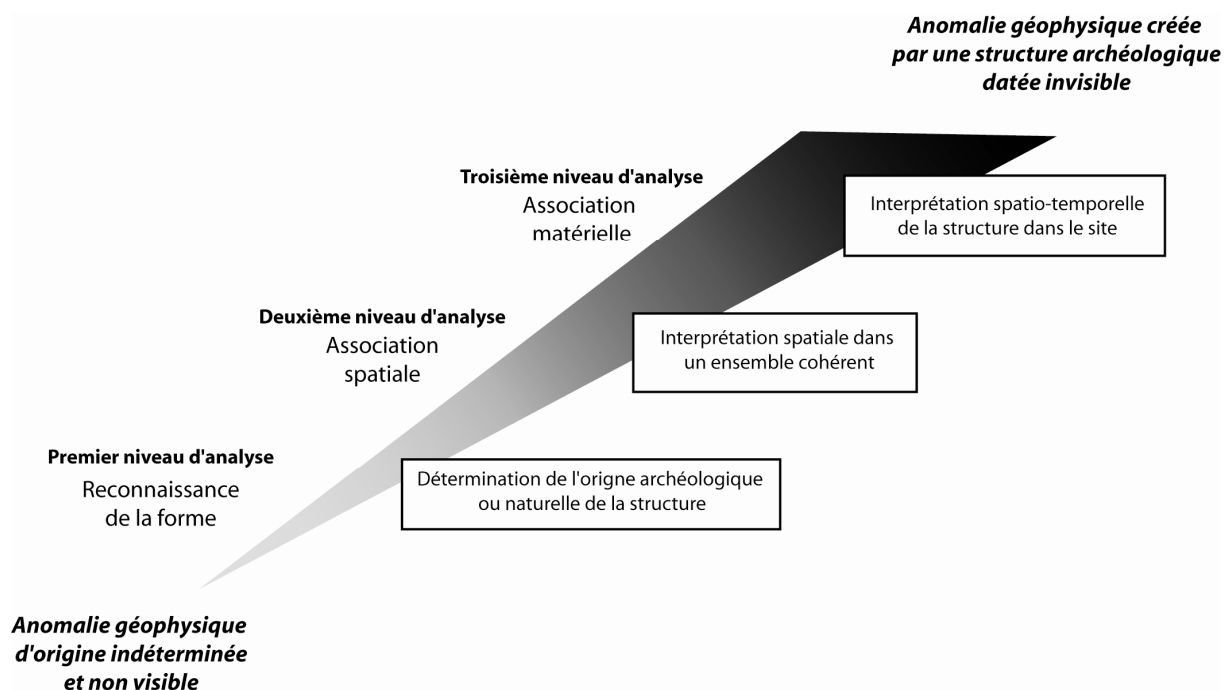 Anomalie géophysique créée
par une structure archéologique
datée invisible
Troisième niveau d'analyse
Association
matérielle
Interprétation spatio-temporelle
de la structure dans le site
Deuxième niveau d'analyse
Association
spatiale
Interprétation spatiale dans
un ensemble cohérent
Premier niveau d'analyse
Reconnaissance
de la forme
Détermination de l'origne archéologique
ou naturelle de la structure
Anomalie géophysique
d'origine indéterminée
et non visible